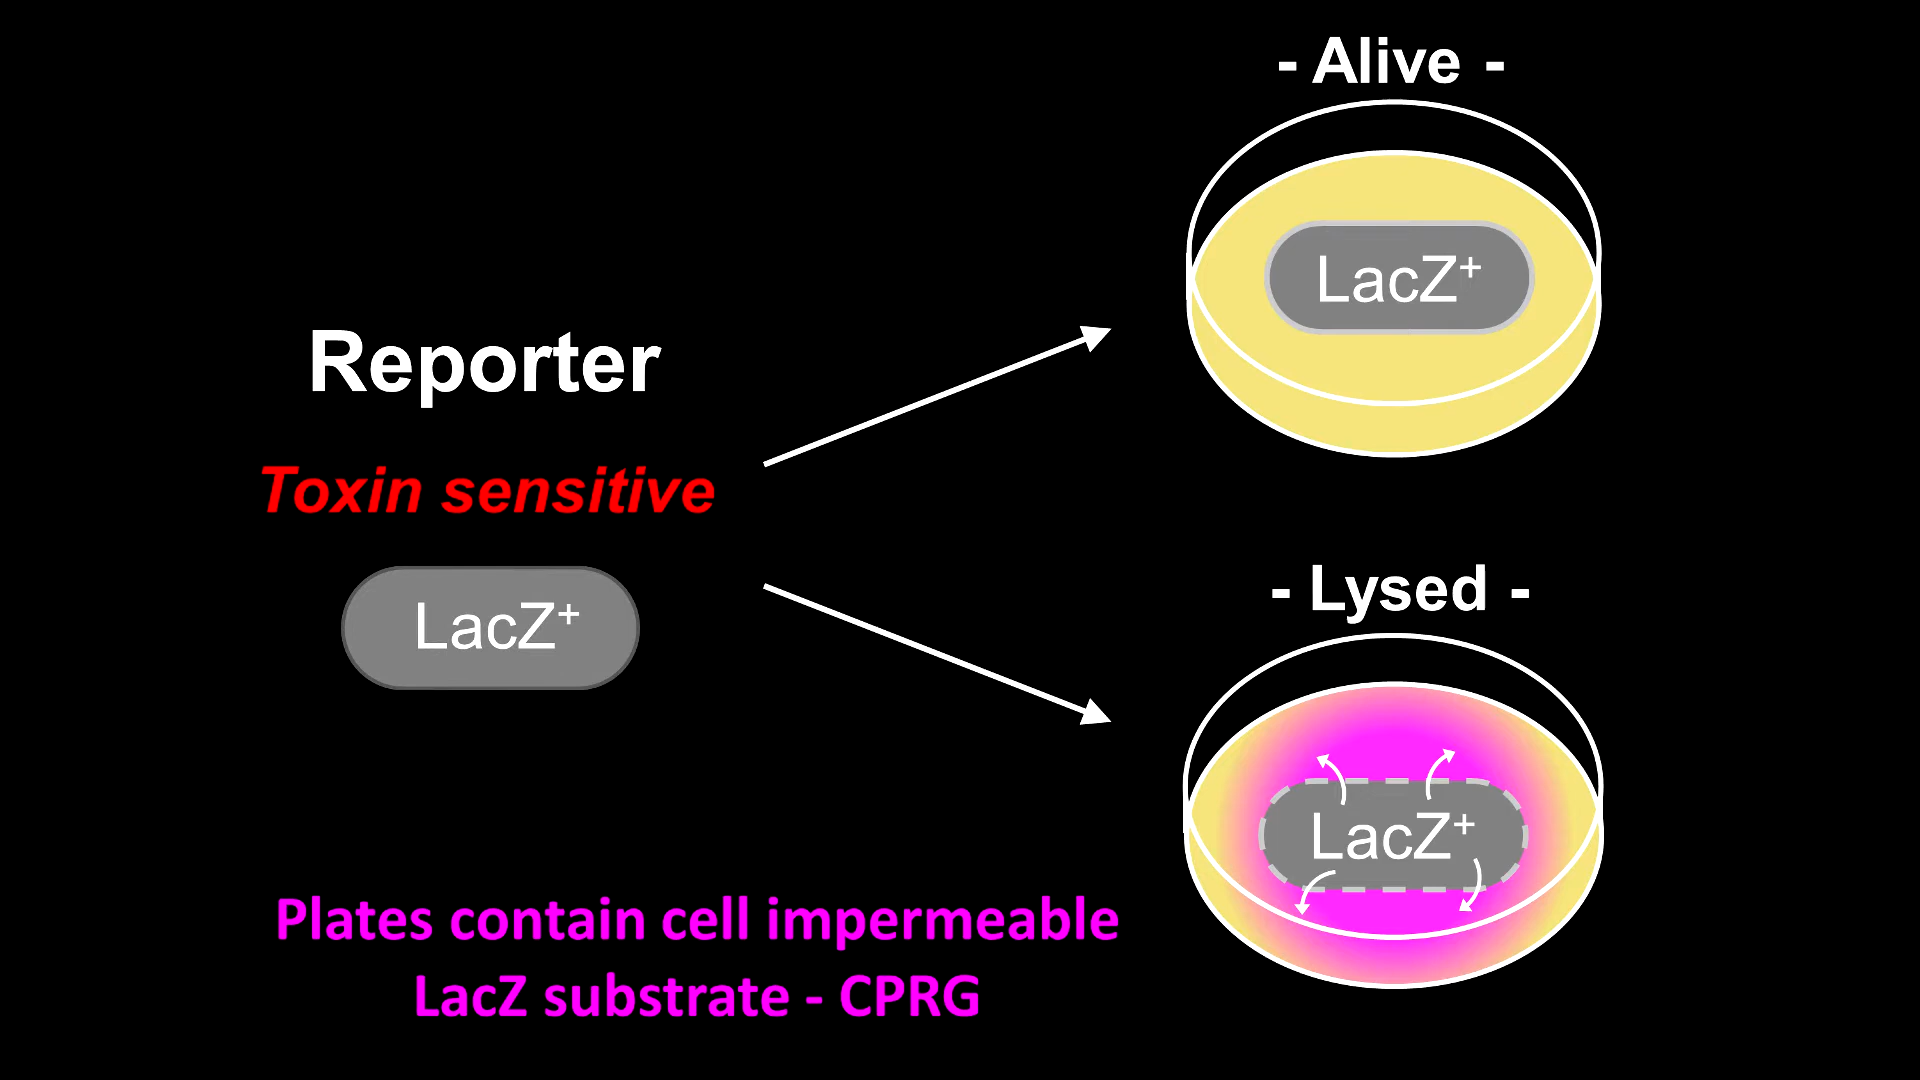 Reporter
Toxin sensitive
LacZ⁺
- Alive -
LacZ⁺
- Lysed -
LacZ⁺
Plates contain cell impermeable
LacZ substrate - CPRG